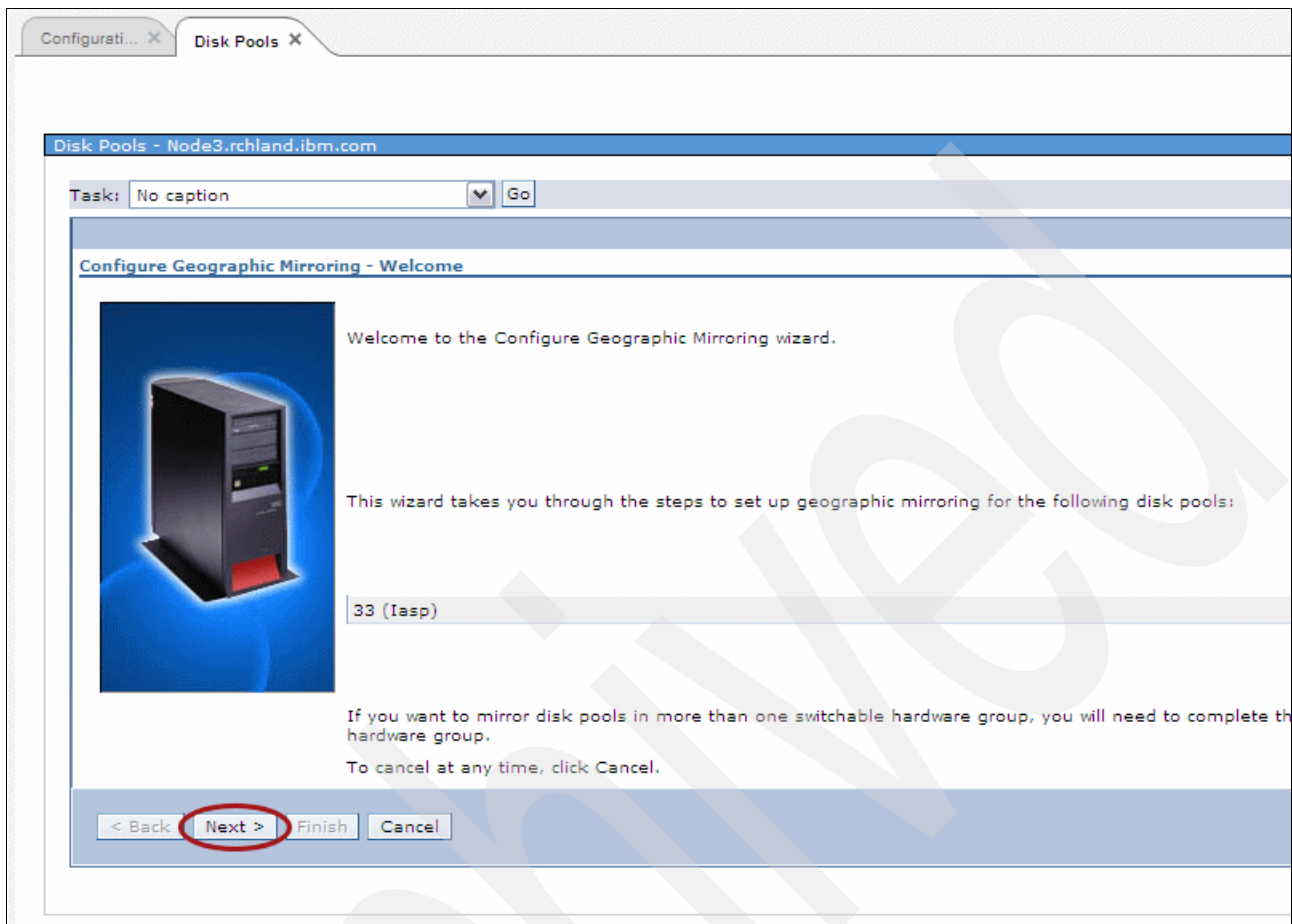 Configurati...
Disk Pools
Disk Pools - Node3.rchland.ibm.com
Task: No caption Go
Configure Geographic Mirroring - Welcome
Welcome to the Configure Geographic Mirroring wizard.
This wizard takes you through the steps to set up geographic mirroring for the following disk pools:
33 (Iasp)
If you want to mirror disk pools in more than one switchable hardware group, you will need to complete th
hardware group.
To cancel at any time, click Cancel.
< Back Next > Finish Cancel
hived